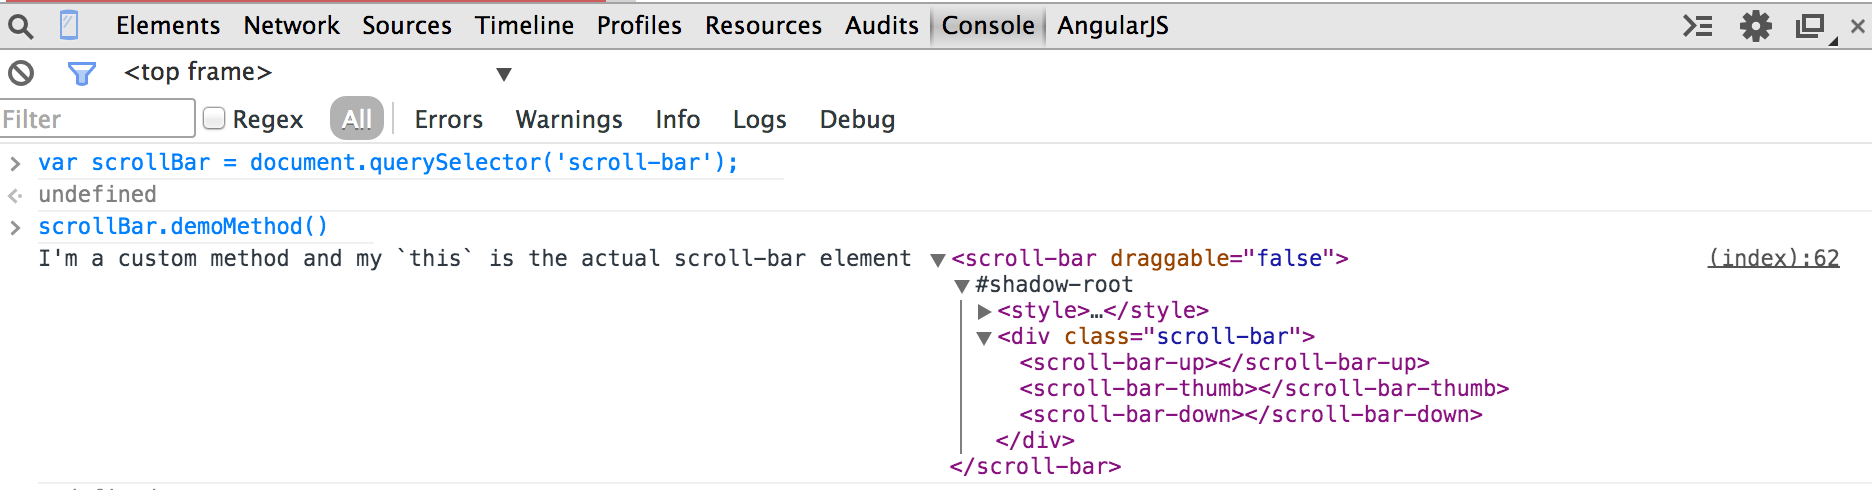 Elements Network Sources Timeline Profiles Resources Audits Console AngularJS
<top frame>
Filter Regex All Errors Warnings Info Logs Debug
var scrollBar = document.querySelector('scroll-bar');
undefined
scrollBar.demoMethod()
I'm a custom method and my `this` is the actual scroll-bar element <scroll-bar draggable="false"> (index):62
#shadow-root
<style>…</style>
<div class="scroll-bar">
<scroll-bar-up></scroll-bar-up>
<scroll-bar-thumb></scroll-bar-thumb>
<scroll-bar-down></scroll-bar-down>
</div>
</scroll-bar>